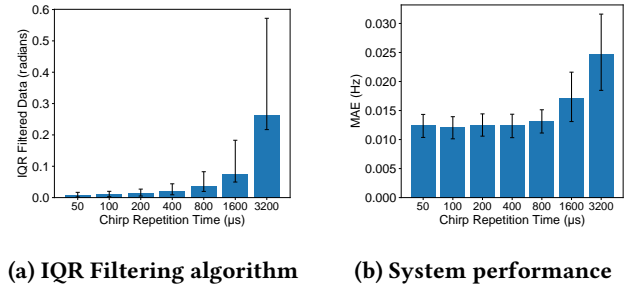 IQR Filtered Data (radians)
0.6
0.5
0.4
0.3
0.2
0.1
0.0
50 100 200 400 800 1600 3200
Chirp Repetition Time (μs)
(a) IQR Filtering algorithm
MAE (Hz)
0.030
0.025
0.020
0.015
0.010
0.005
0.000
50 100 200 400 800 1600 3200
Chirp Repetition Time (μs)
(b) System performance